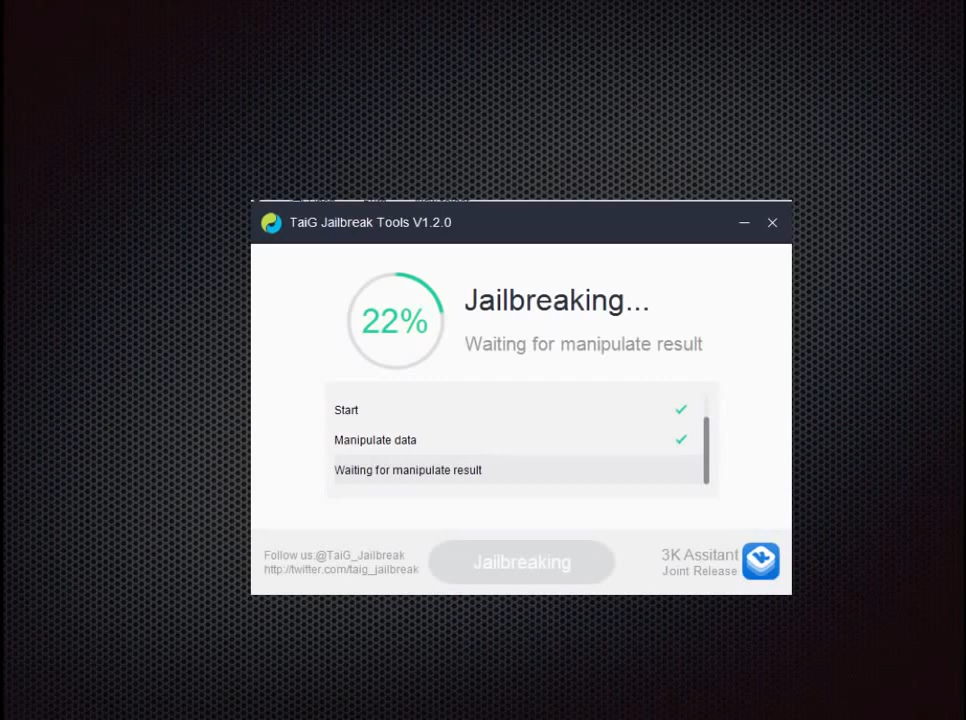 TaiG Jailbreak Tools V1.2.0
22%
Jailbreaking...
Waiting for manipulate result
Start
Manipulate data
Waiting for manipulate result
Follow us:@TaiG_Jailbreak
http://twitter.com/taig_jailbreak
Jailbreaking
3K Assitant
Joint Release